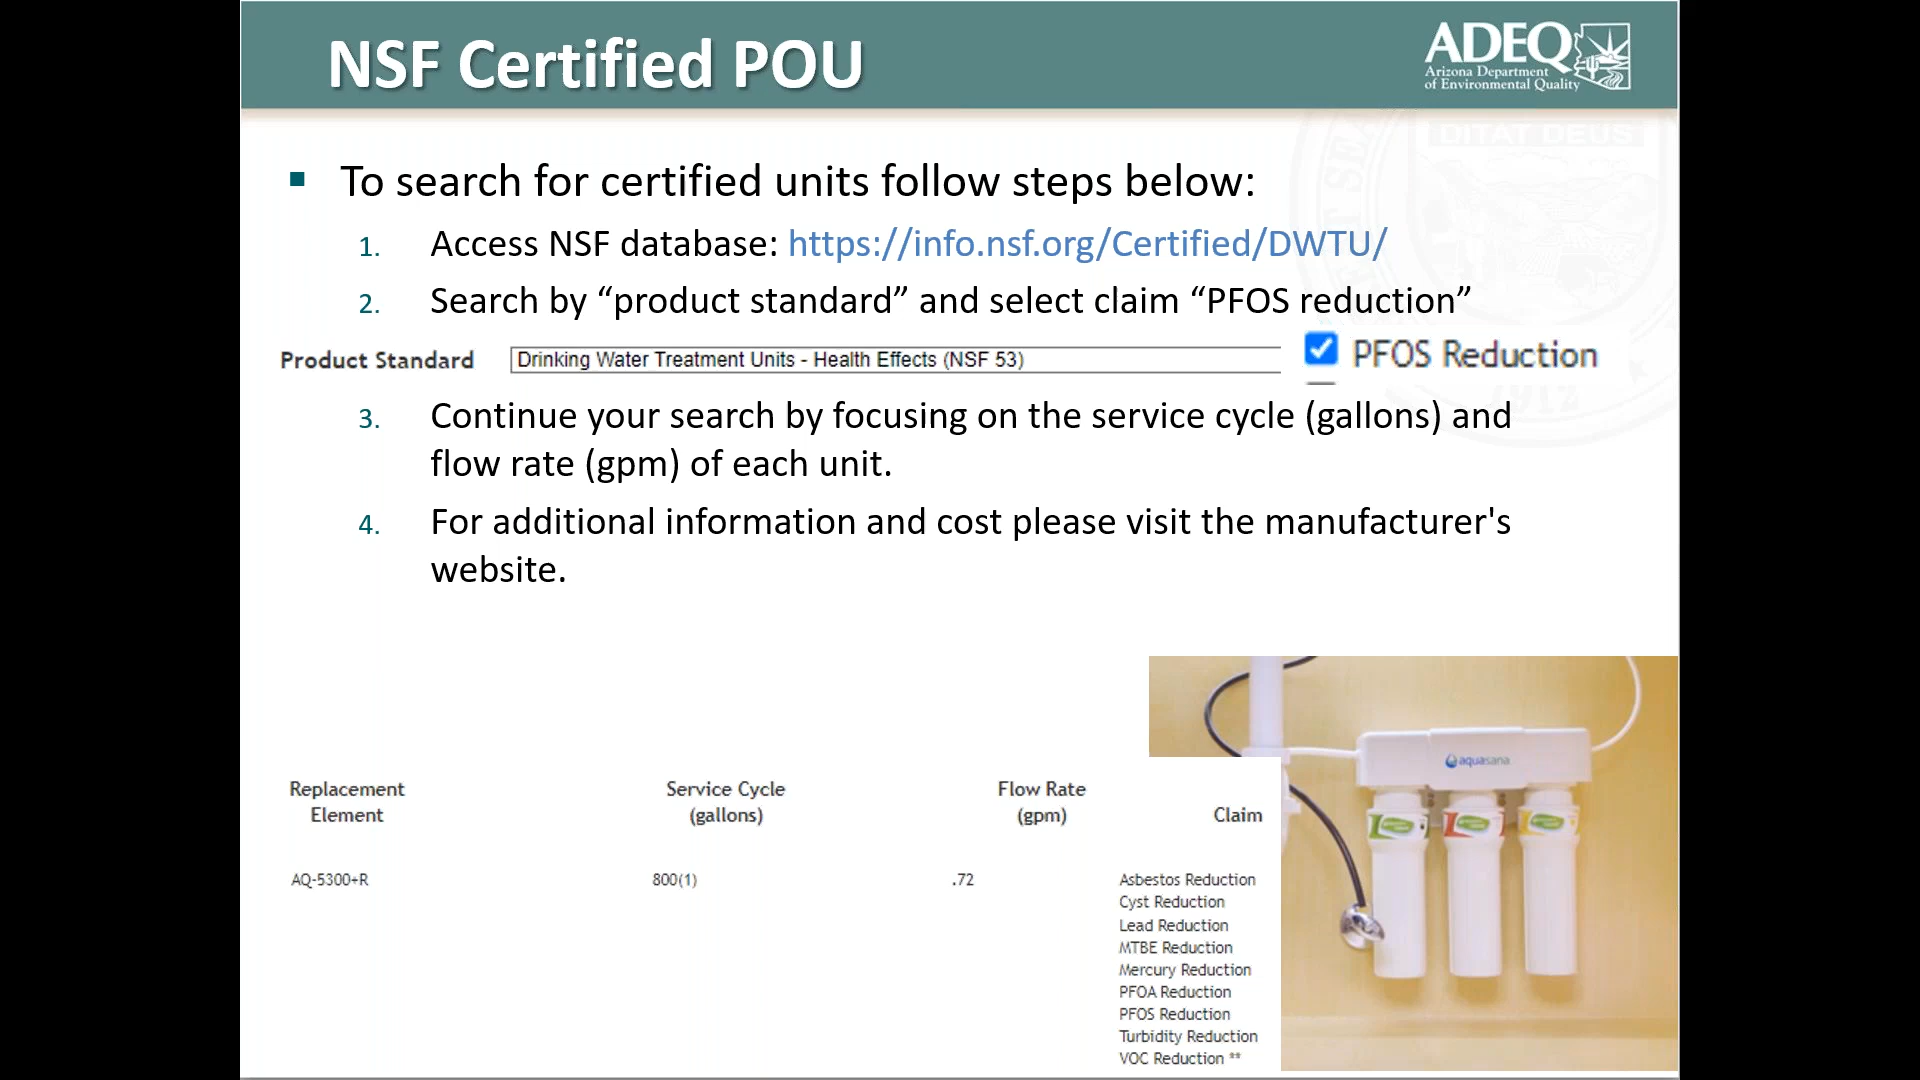 NSF Certified POU
ADEQ
Arizona Department
of Environmental Quality
DITAT DEUS
To search for certified units follow steps below:
1. Access NSF database: https://info.nsf.org/Certified/DWTU/
2. Search by “product standard” and select claim “PFOS reduction”
Product Standard Drinking Water Treatment Units - Health Effects (NSF 53) PFOS Reduction
1912
3. Continue your search by focusing on the service cycle (gallons) and
flow rate (gpm) of each unit.
4. For additional information and cost please visit the manufacturer's
website.
aquasana
Replacement Service Cycle Flow Rate
Element (gallons) (gpm) Claim
AQ-5300+R 800(1) .72 Asbestos Reduction
Cyst Reduction
Lead Reduction
MTBE Reduction
Mercury Reduction
PFOA Reduction
PFOS Reduction
Turbidity Reduction
VOC Reduction **